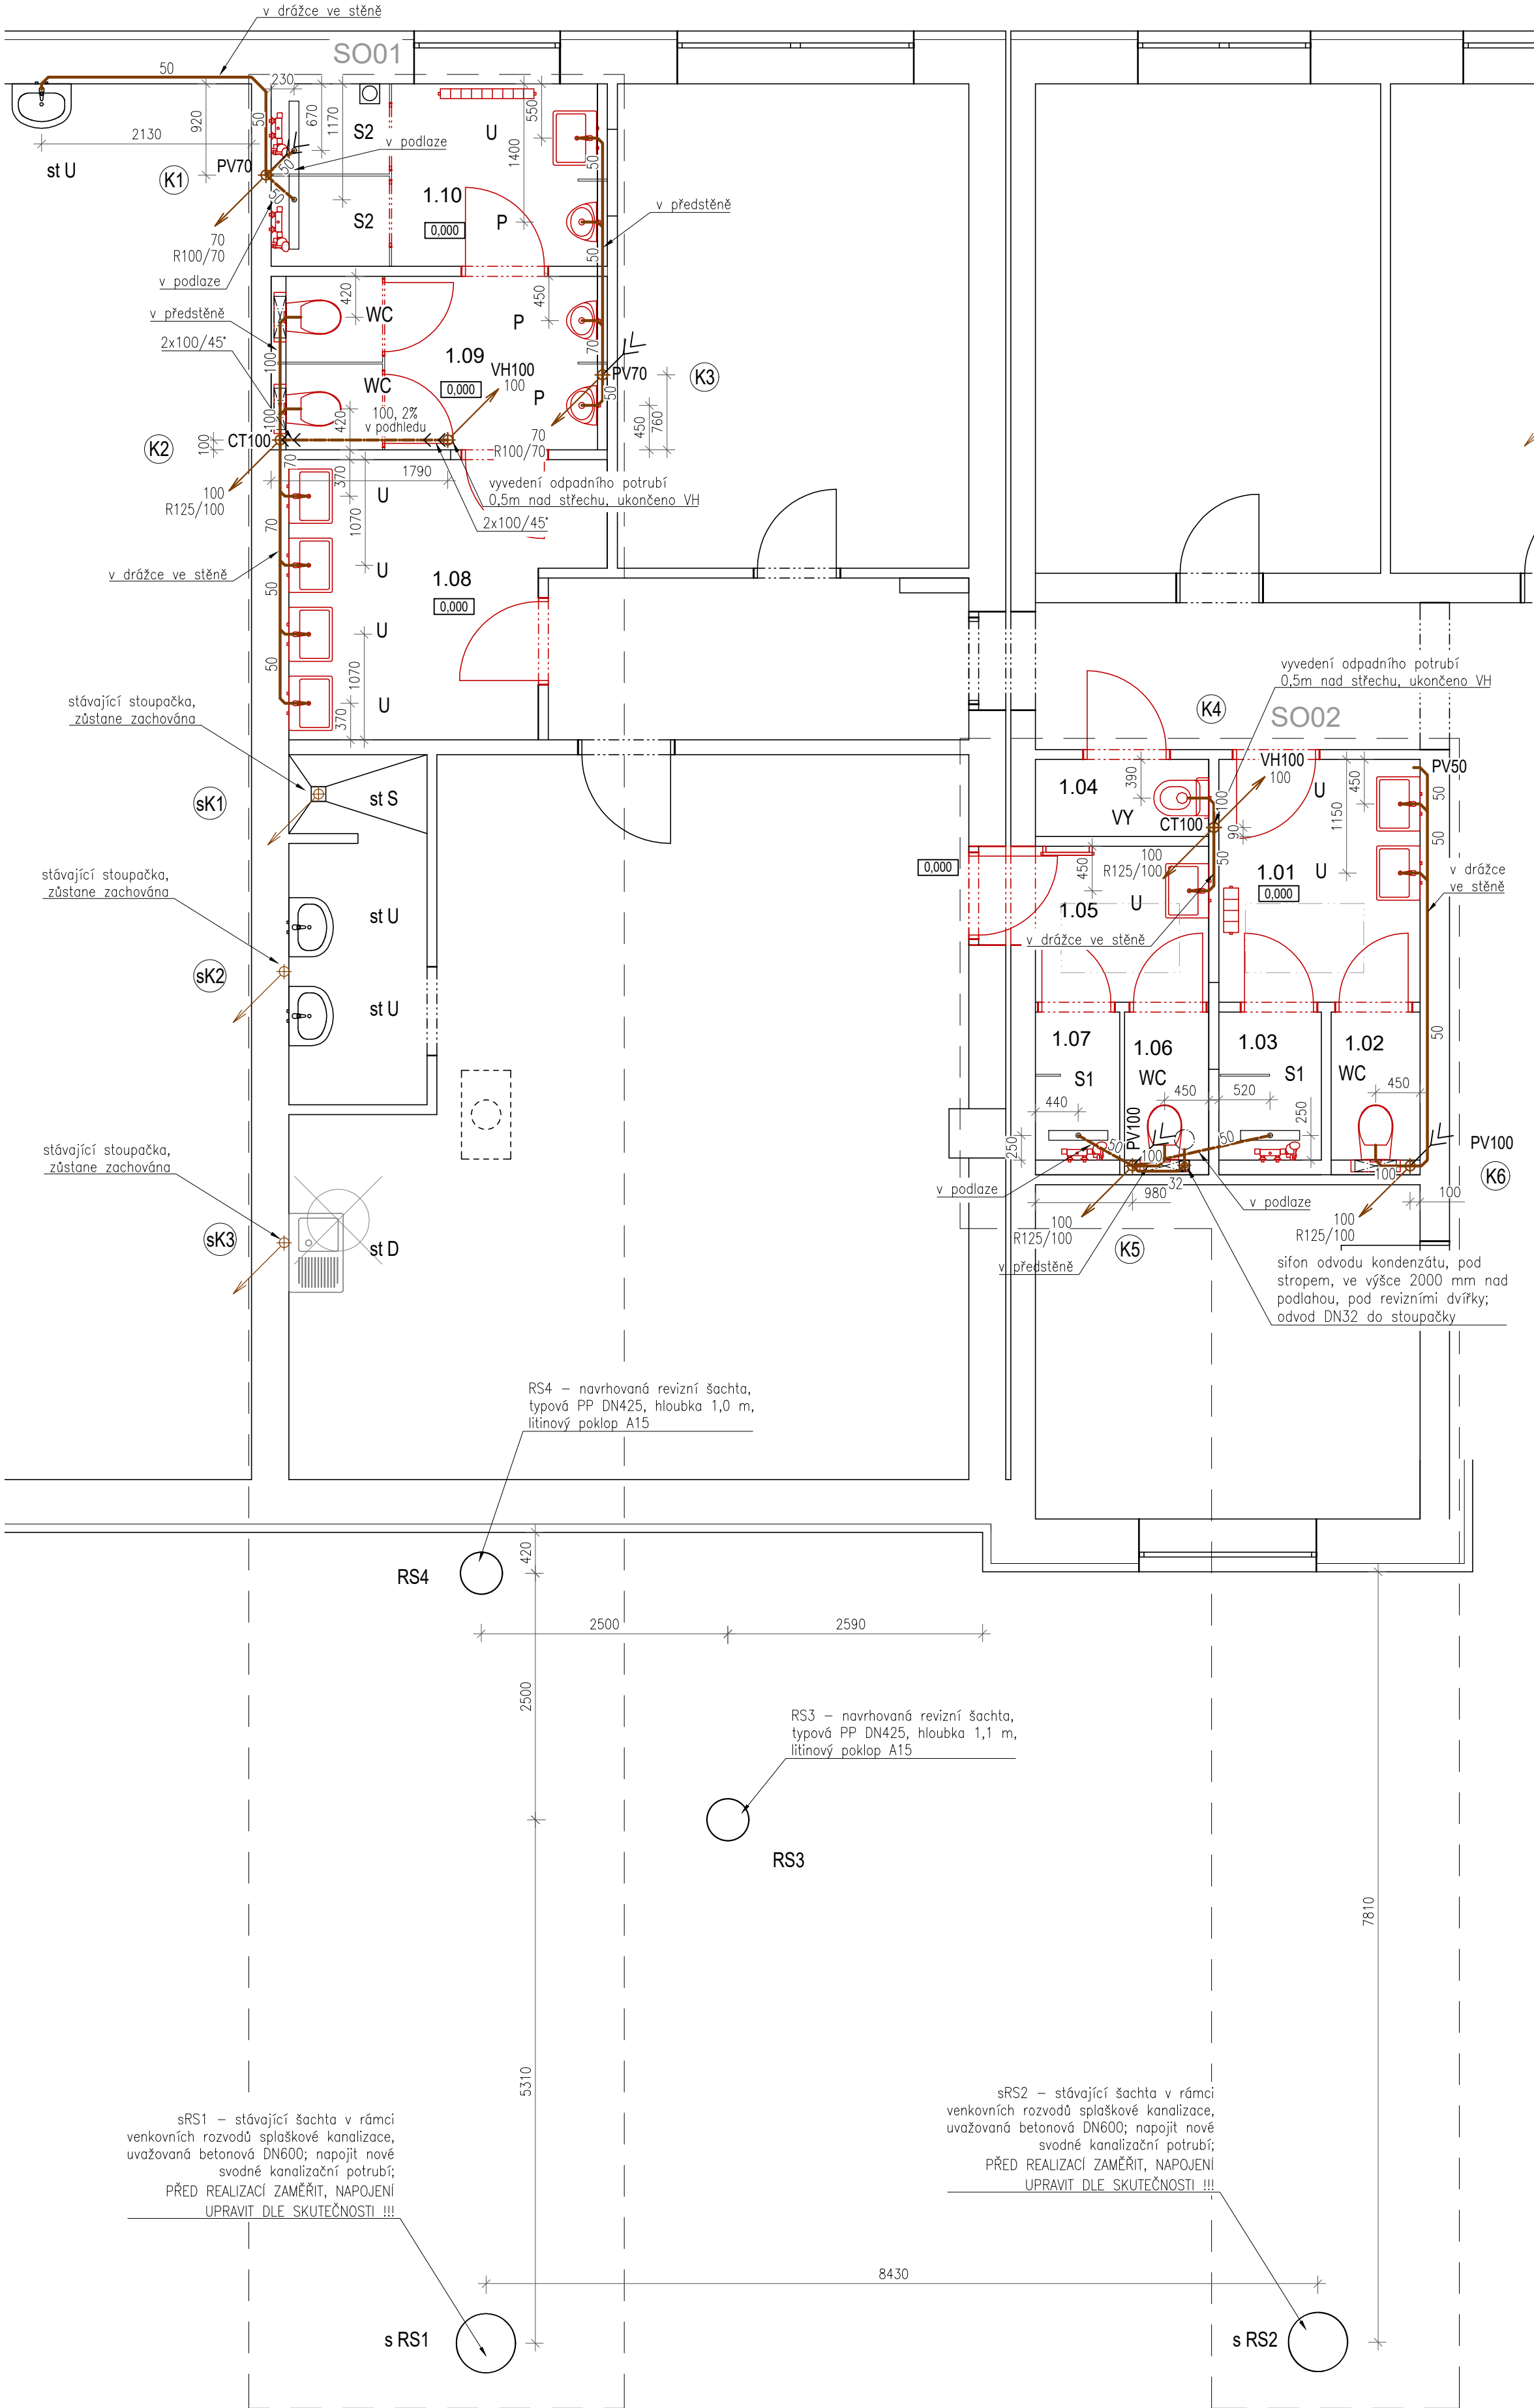 v drážce ve stěně
SO01
50
230
2130
920
50
670
1170
S2
U
550
1400
50
v podlaze
st U
K1
PV70
50
50
1.10
0,000
S2
P
v předstěně
50
70
R100/70
v podlaze
420
WC
450
P
v předstěně
2x100/45°
100
1.09
0,000
VH100
100
70
PV70
K3
50
WC
P
100
420
100, 2%
v podhledu
450
760
100
K2
CT100
70
R100/70
70
370
1790
vyvedení odpadního potrubí
0,5m nad střechu, ukončeno VH
2x100/45°
100
R125/100
U
1070
70
U
v drážce ve stěně
50
1.08
0,000
U
50
1070
370
U
stávající stoupačka,
zůstane zachována
sK1
st S
vyvedení odpadního potrubí
0,5m nad střechu, ukončeno VH
K4
SO02
1.04
390
VY
100
VH100
100
CT100
90
U
450
1150
PV50
50
50
stávající stoupačka,
zůstane zachována
0,000
450
100
R125/100
50
1.01
0,000
U
v drážce
ve stěně
1.05
U
v drážce ve stěně
st U
sK2
st U
50
1.07
S1
1.06
WC
1.03
S1
1.02
WC
440
450
520
450
250
250
PV100
50
100
50
PV100
stávající stoupačka,
zůstane zachována
v podlaze
32
980
v podlaze
100
100
K6
100
R125/100
K5
100
R125/100
v předstěně
sifon odvodu kondenzátu, pod
stropem, ve výšce 2000 mm nad
podlahou, pod revizními dvířky;
odvod DN32 do stoupačky
sK3
st D
RS4 – navrhovaná revizní šachta,
typová PP DN425, hloubka 1,0 m,
litinový poklop A15
420
RS4
2500
2590
2500
RS3 – navrhovaná revizní šachta,
typová PP DN425, hloubka 1,1 m,
litinový poklop A15
RS3
7810
5310
sRS1 – stávající šachta v rámci
venkovních rozvodů splaškové kanalizace,
uvažovaná betonová DN600; napojit nové
svodné kanalizační potrubí;
PŘED REALIZACÍ ZAMĚŘIT, NAPOJENÍ
UPRAVIT DLE SKUTEČNOSTI !!!
sRS2 – stávající šachta v rámci
venkovních rozvodů splaškové kanalizace,
uvažovaná betonová DN600; napojit nové
svodné kanalizační potrubí;
PŘED REALIZACÍ ZAMĚŘIT, NAPOJENÍ
UPRAVIT DLE SKUTEČNOSTI !!!
8430
s RS1
s RS2